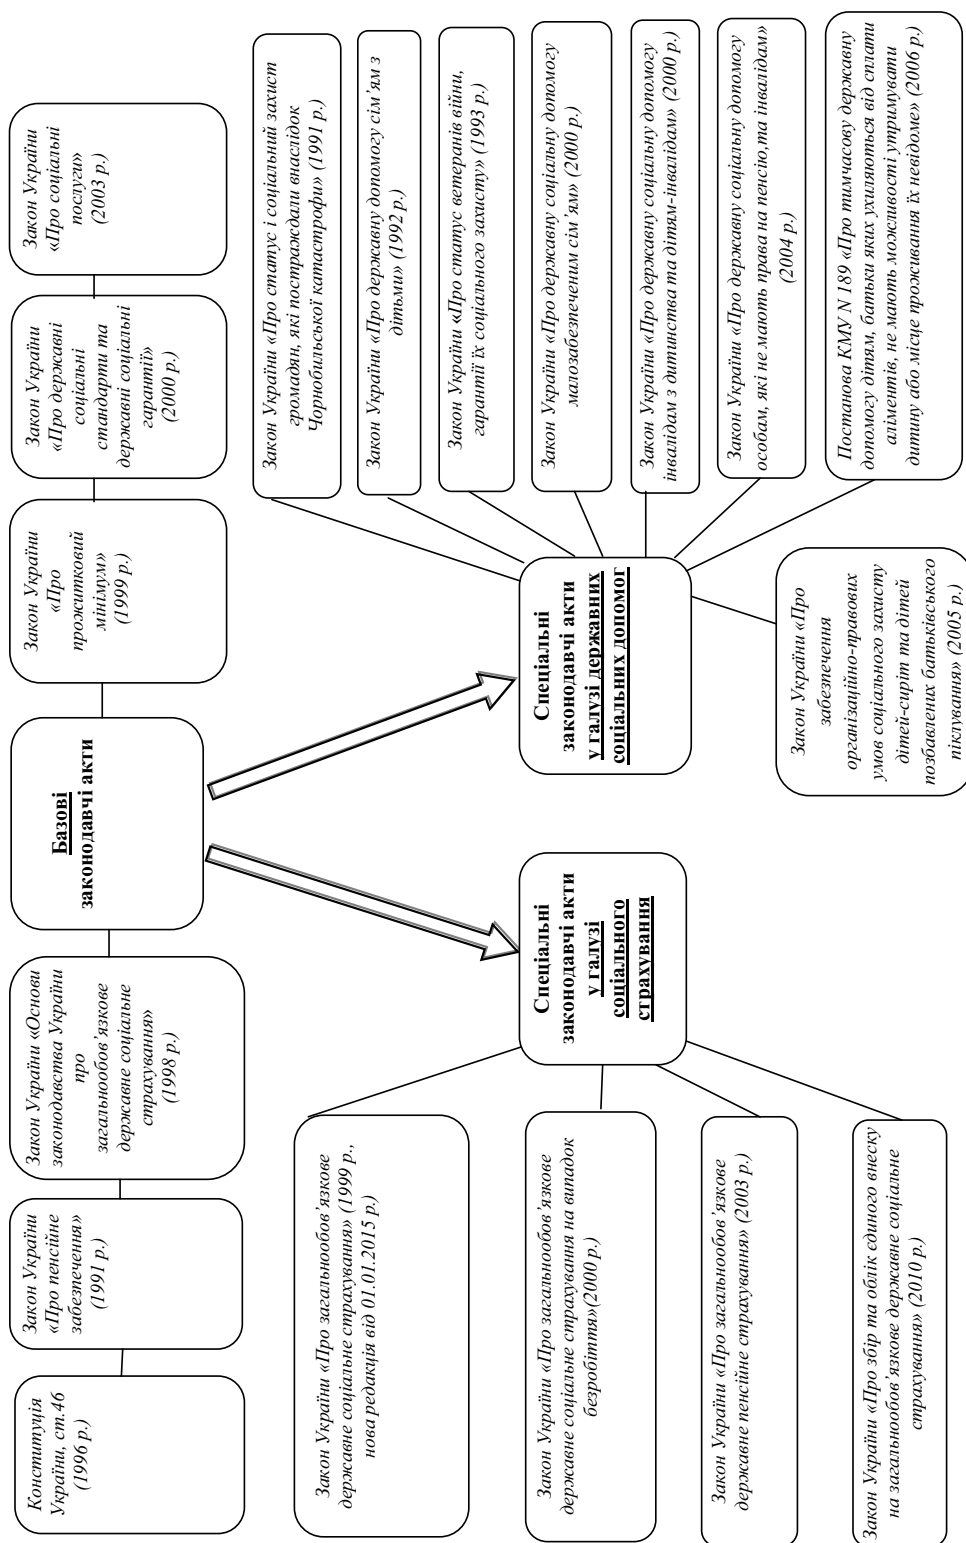 Конституція
України, ст.46
(1996 р.)
Закон України
«Про пенсійне
забезпечення»
(1991 р.)
Закон України «Основи
законодавства України
про
загальнообов’язкове
державне соціальне
страхування»
(1998 р.)
Базові
законодавчі акти
Закон України
«Про
прожитковий
мінімум»
(1999 р.)
Закон України
«Про державні
соціальні
стандарти та
державні соціальні
гарантії»
(2000 р.)
Закон України
«Про соціальні
послуги»
(2003 р.)
Закон України «Про загальнообов’язкове
державне соціальне страхування» (1999 р.,
нова редакція від 01.01.2015 р.)
Закон України «Про загальнообов’язкове
державне соціальне страхування на випадок
безробіття»(2000 р.)
Закон України «Про загальнообов’язкове
державне пенсійне страхування» (2003 р.)
Закон України «Про збір та облік єдиного внеску
на загальнообов’язкове державне соціальне
страхування» (2010 р.)
Спеціальні
законодавчі акти
у галузі
соціального
страхування
Спеціальні
законодавчі акти
у галузі державних
соціальних допомог
Закон України «Про статус і соціальний захист
громадян, які постраждали внаслідок
Чорнобильської катастрофи» (1991 р.)
Закон України «Про державну допомогу сім’ям з
дітьми» (1992 р.)
Закон України «Про статус ветеранів війни,
гарантії їх соціального захисту» (1993 р.)
Закон України «Про державну соціальну допомогу
малозабезпеченим сім’ям» (2000 р.)
Закон України «Про державну соціальну допомогу
інвалідам з дитинства та дітям-інвалідам» (2000 р.)
Закон України «Про державну соціальну допомогу
особам, які не мають права на пенсію,та інвалідам»
(2004 р.)
Постанова КМУ N 189 «Про тимчасову державну
допомогу дітям, батьки яких ухиляються від сплати
аліментів, не мають можливості утримувати
дитину або місце проживання їх невідоме» (2006 р.)
Закон України «Про
забезпечення
організаційно-правових
умов соціального захисту
дітей-сиріт та дітей
позбавлених батьківського
піклування» (2005 р.)